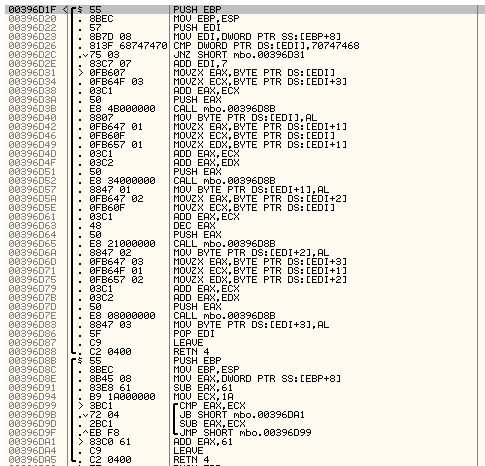 00396D1F <┌$ 55 PUSH EBP
00396D20 . 8BEC MOV EBP,ESP
00396D22 . 57 PUSH EDI
00396D23 . 8B7D 08 MOV EDI,DWORD PTR SS:[EBP+8]
00396D26 . 813F 68747470 CMP DWORD PTR DS:[EDI],70747468
00396D2C .v75 03 JNZ SHORT mbo.00396D31
00396D2E . 83C7 07 ADD EDI,7
00396D31 > 0FB607 MOVZX EAX,BYTE PTR DS:[EDI]
00396D34 . 0FB64F 03 MOVZX ECX,BYTE PTR DS:[EDI+3]
00396D38 . 03C1 ADD EAX,ECX
00396D3A . 50 PUSH EAX
00396D3B . E8 4B000000 CALL mbo.00396D8B
00396D40 . 8807 MOV BYTE PTR DS:[EDI],AL
00396D42 . 0FB647 01 MOVZX EAX,BYTE PTR DS:[EDI+1]
00396D46 . 0FB60F MOVZX ECX,BYTE PTR DS:[EDI]
00396D49 . 0FB657 01 MOVZX EDX,BYTE PTR DS:[EDI+1]
00396D4D . 03C1 ADD EAX,ECX
00396D4F . 03C2 ADD EAX,EDX
00396D51 . 50 PUSH EAX
00396D52 . E8 34000000 CALL mbo.00396D8B
00396D57 . 8847 01 MOV BYTE PTR DS:[EDI+1],AL
00396D5A . 0FB647 02 MOVZX EAX,BYTE PTR DS:[EDI+2]
00396D5E . 0FB60F MOVZX ECX,BYTE PTR DS:[EDI]
00396D61 . 03C1 ADD EAX,ECX
00396D63 . 48 DEC EAX
00396D64 . 50 PUSH EAX
00396D65 . E8 21000000 CALL mbo.00396D8B
00396D6A . 8847 02 MOV BYTE PTR DS:[EDI+2],AL
00396D6D . 0FB647 03 MOVZX EAX,BYTE PTR DS:[EDI+3]
00396D71 . 0FB64F 01 MOVZX ECX,BYTE PTR DS:[EDI+1]
00396D75 . 0FB657 02 MOVZX EDX,BYTE PTR DS:[EDI+2]
00396D79 . 03C1 ADD EAX,ECX
00396D7B . 03C2 ADD EAX,EDX
00396D7D . 50 PUSH EAX
00396D7E . E8 08000000 CALL mbo.00396D8B
00396D83 . 8847 03 MOV BYTE PTR DS:[EDI+3],AL
00396D86 . 5F POP EDI
00396D87 . C9 LEAVE
00396D88 └. C2 0400 RETN 4
00396D8B ┌$ 55 PUSH EBP
00396D8C . 8BEC MOV EBP,ESP
00396D8E . 8B45 08 MOV EAX,DWORD PTR SS:[EBP+8]
00396D91 . 83E8 61 SUB EAX,61
00396D94 . B9 1A000000 MOV ECX,1A
00396D99 > 3BC1 ┌CMP EAX,ECX
00396D9B .v72 04 JB SHORT mbo.00396DA1
00396D9D . 2BC1 SUB EAX,ECX
00396D9F .^EB F8 └JMP SHORT mbo.00396D99
00396DA1 > 83C0 61 ADD EAX,61
00396DA4 . C9 LEAVE
00396DA5 └. C2 0400 RETN 4